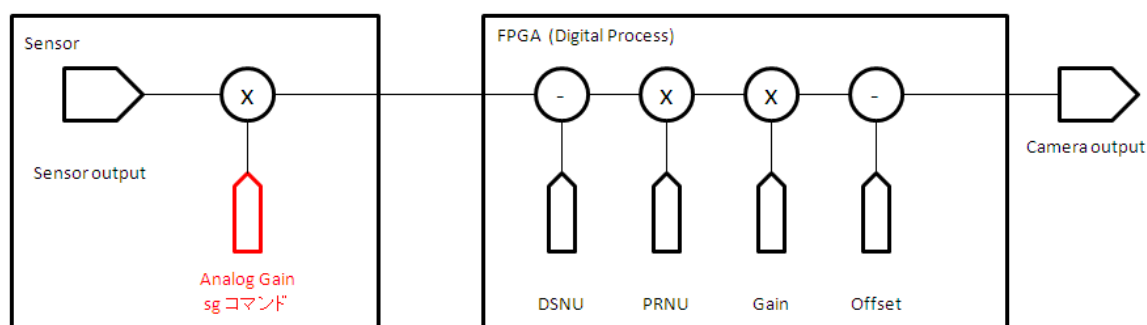 Sensor
FPGA (Digital Process)
X
-
X
X
-
Sensor output
Camera output
Analog Gain
sg コマンド
DSNU
PRNU
Gain
Offset